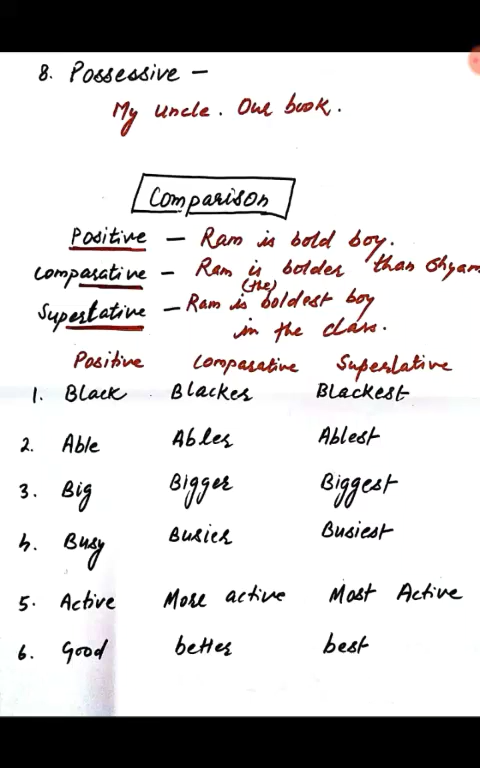 8. Possessive –
My uncle. Our book.
Comparison
Positive – Ram is bold boy.
Comparative – Ram is bolder than Shyam
Superlative – Ram is (the) boldest boy
in the class.
Positive Comparative Superlative
1. Black Blacker Blackest
2. Able Abler Ablest
3. Big Bigger Biggest
4. Busy Busier Busiest
5. Active More active Most Active
6. Good better best